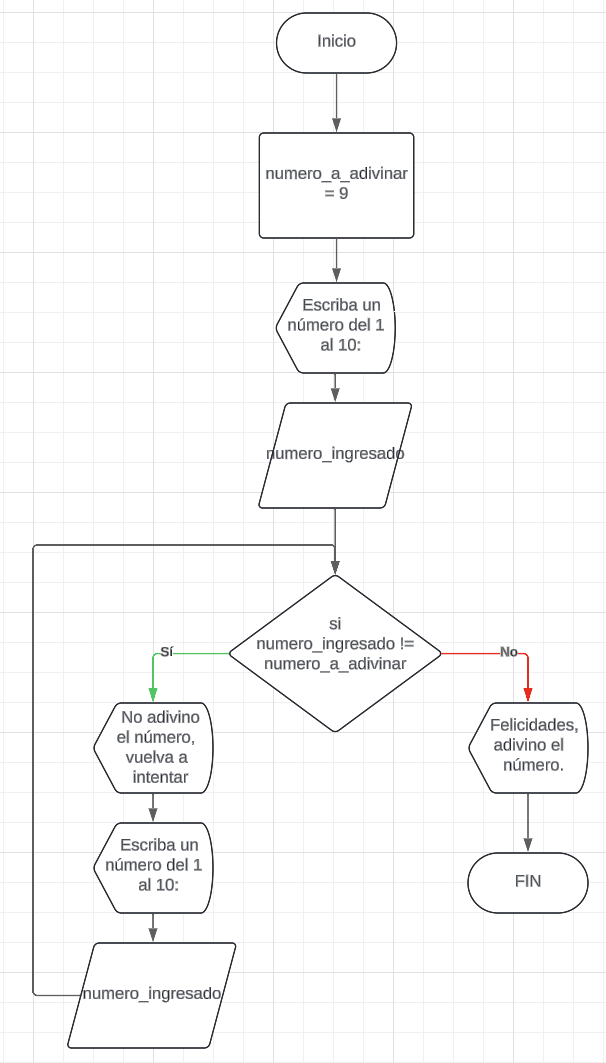 Inicio
numero_a_adivinar
= 9
Escriba un
número del 1
al 10:
numero_ingresado
si
numero_ingresado !=
numero_a_adivinar
Sí
No
No adivino
el número,
vuelva a
intentar
Felicidades,
adivino el
número.
Escriba un
número del 1
al 10:
FIN
numero_ingresado